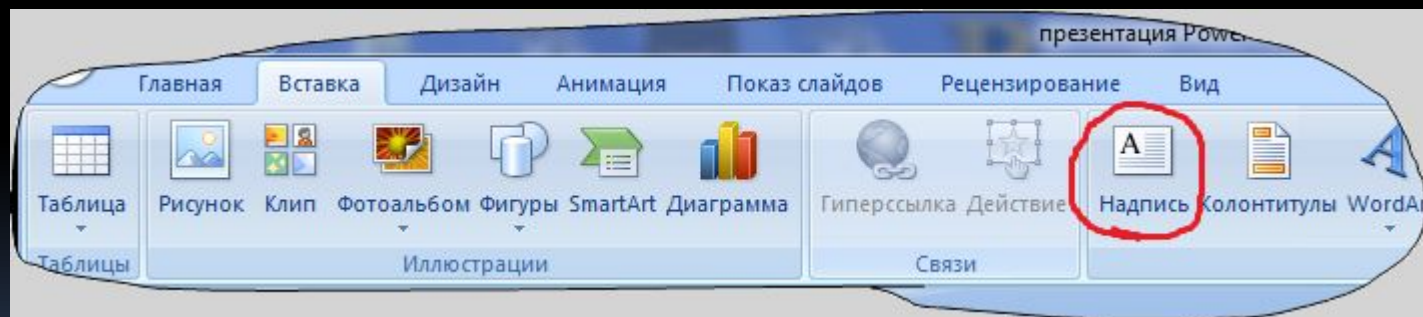 презентация Power
Главная Вставка Дизайн Анимация Показ слайдов Рецензирование Вид
A
Таблица Рисунок Клип Фотоальбом Фигуры SmartArt Диаграмма Гиперссылка Действие Надпись Колонтитулы WordAr
Таблицы Иллюстрации Связи